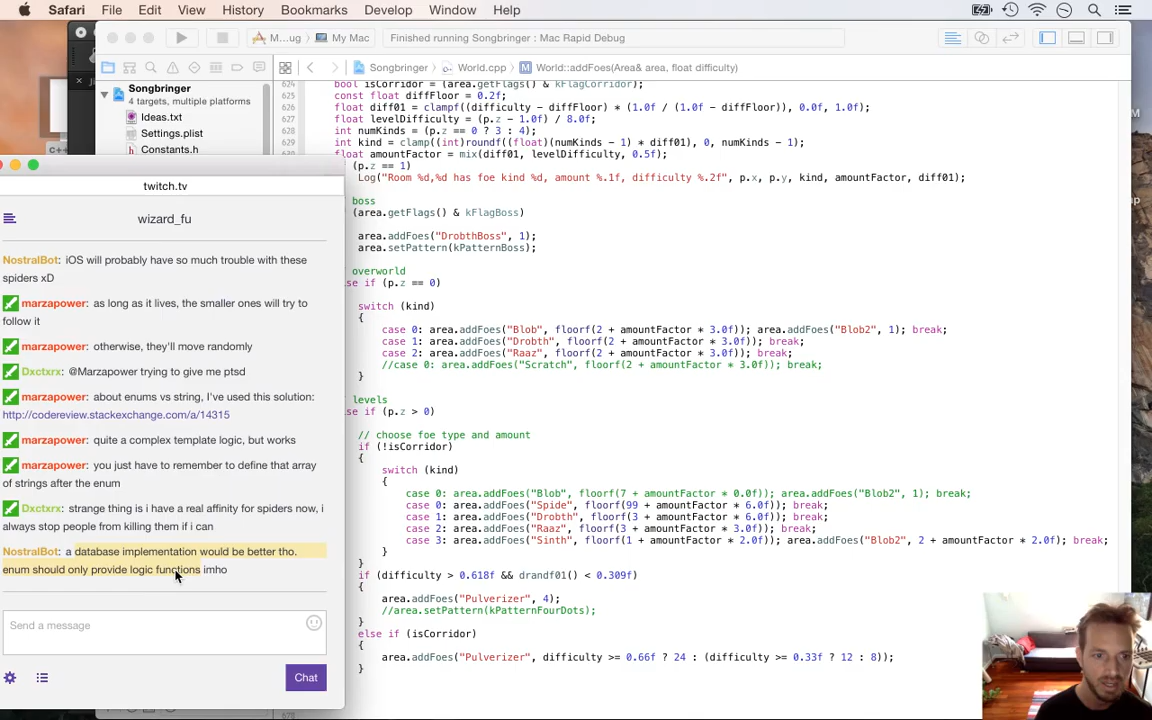 Safari File Edit View History Bookmarks Develop Window Help
M...ug My Mac Finished running Songbringer : Mac Rapid Debug
Songbringer World.cpp M World::addFoes(Area& area, float difficulty)
Songbringer
4 targets, multiple platforms
Ideas.txt
Settings.plist
Constants.h
C++
twitch.tv
wizard_fu
NostralBot: iOS will probably have so much trouble with these
spiders xD
marzapower: as long as it lives, the smaller ones will try to
follow it
marzapower: otherwise, they'll move randomly
Dxctxrx: @Marzapower trying to give me ptsd
marzapower: about enums vs string, I've used this solution:
http://codereview.stackexchange.com/a/14315
marzapower: quite a complex template logic, but works
marzapower: you just have to remember to define that array
of strings after the enum
Dxctxrx: strange thing is i have a real affinity for spiders now, i
always stop people from killing them if i can
NostralBot: a database implementation would be better tho.
enum should only provide logic functions imho
Send a message
Chat
624 bool isCorridor = (area.getFlags() & kFlagCorridor);
625 const float diffFloor = 0.2f;
626 float diff01 = clampf((difficulty - diffFloor) * (1.0f / (1.0f - diffFloor)), 0.0f, 1.0f);
627 float levelDifficulty = (p.z - 1.0f) / 8.0f;
628 int numKinds = (p.z == 0 ? 3 : 4);
629 int kind = clamp((int)roundf((float)(numKinds - 1) * diff01), 0, numKinds - 1);
630 float amountFactor = mix(diff01, levelDifficulty, 0.5f);
(p.z == 1)
Log("Room %d,%d has foe kind %d, amount %.1f, difficulty %.2f", p.x, p.y, kind, amountFactor, diff01);
boss
(area.getFlags() & kFlagBoss)
area.addFoes("DrobthBoss", 1);
area.setPattern(kPatternBoss);
overworld
lse if (p.z == 0)
switch (kind)
{
case 0: area.addFoes("Blob", floorf(2 + amountFactor * 3.0f)); area.addFoes("Blob2", 1); break;
case 1: area.addFoes("Drobth", floorf(2 + amountFactor * 3.0f)); break;
case 2: area.addFoes("Raaz", floorf(2 + amountFactor * 3.0f)); break;
//case 0: area.addFoes("Scratch", floorf(2 + amountFactor * 3.0f)); break;
}
levels
lse if (p.z > 0)
// choose foe type and amount
if (!isCorridor)
{
switch (kind)
{
case 0: area.addFoes("Blob", floorf(7 + amountFactor * 0.0f)); area.addFoes("Blob2", 1); break;
case 0: area.addFoes("Spide", floorf(99 + amountFactor * 6.0f)); break;
case 1: area.addFoes("Drobth", floorf(3 + amountFactor * 6.0f)); break;
case 2: area.addFoes("Raaz", floorf(3 + amountFactor * 3.0f)); break;
case 3: area.addFoes("Sinth", floorf(1 + amountFactor * 2.0f)); area.addFoes("Blob2", 2 + amountFactor * 2.0f); break;
}
}
if (difficulty > 0.618f && drandf01() < 0.309f)
{
area.addFoes("Pulverizer", 4);
//area.setPattern(kPatternFourDots);
}
else if (isCorridor)
{
area.addFoes("Pulverizer", difficulty >= 0.66f ? 24 : (difficulty >= 0.33f ? 12 : 8));
}